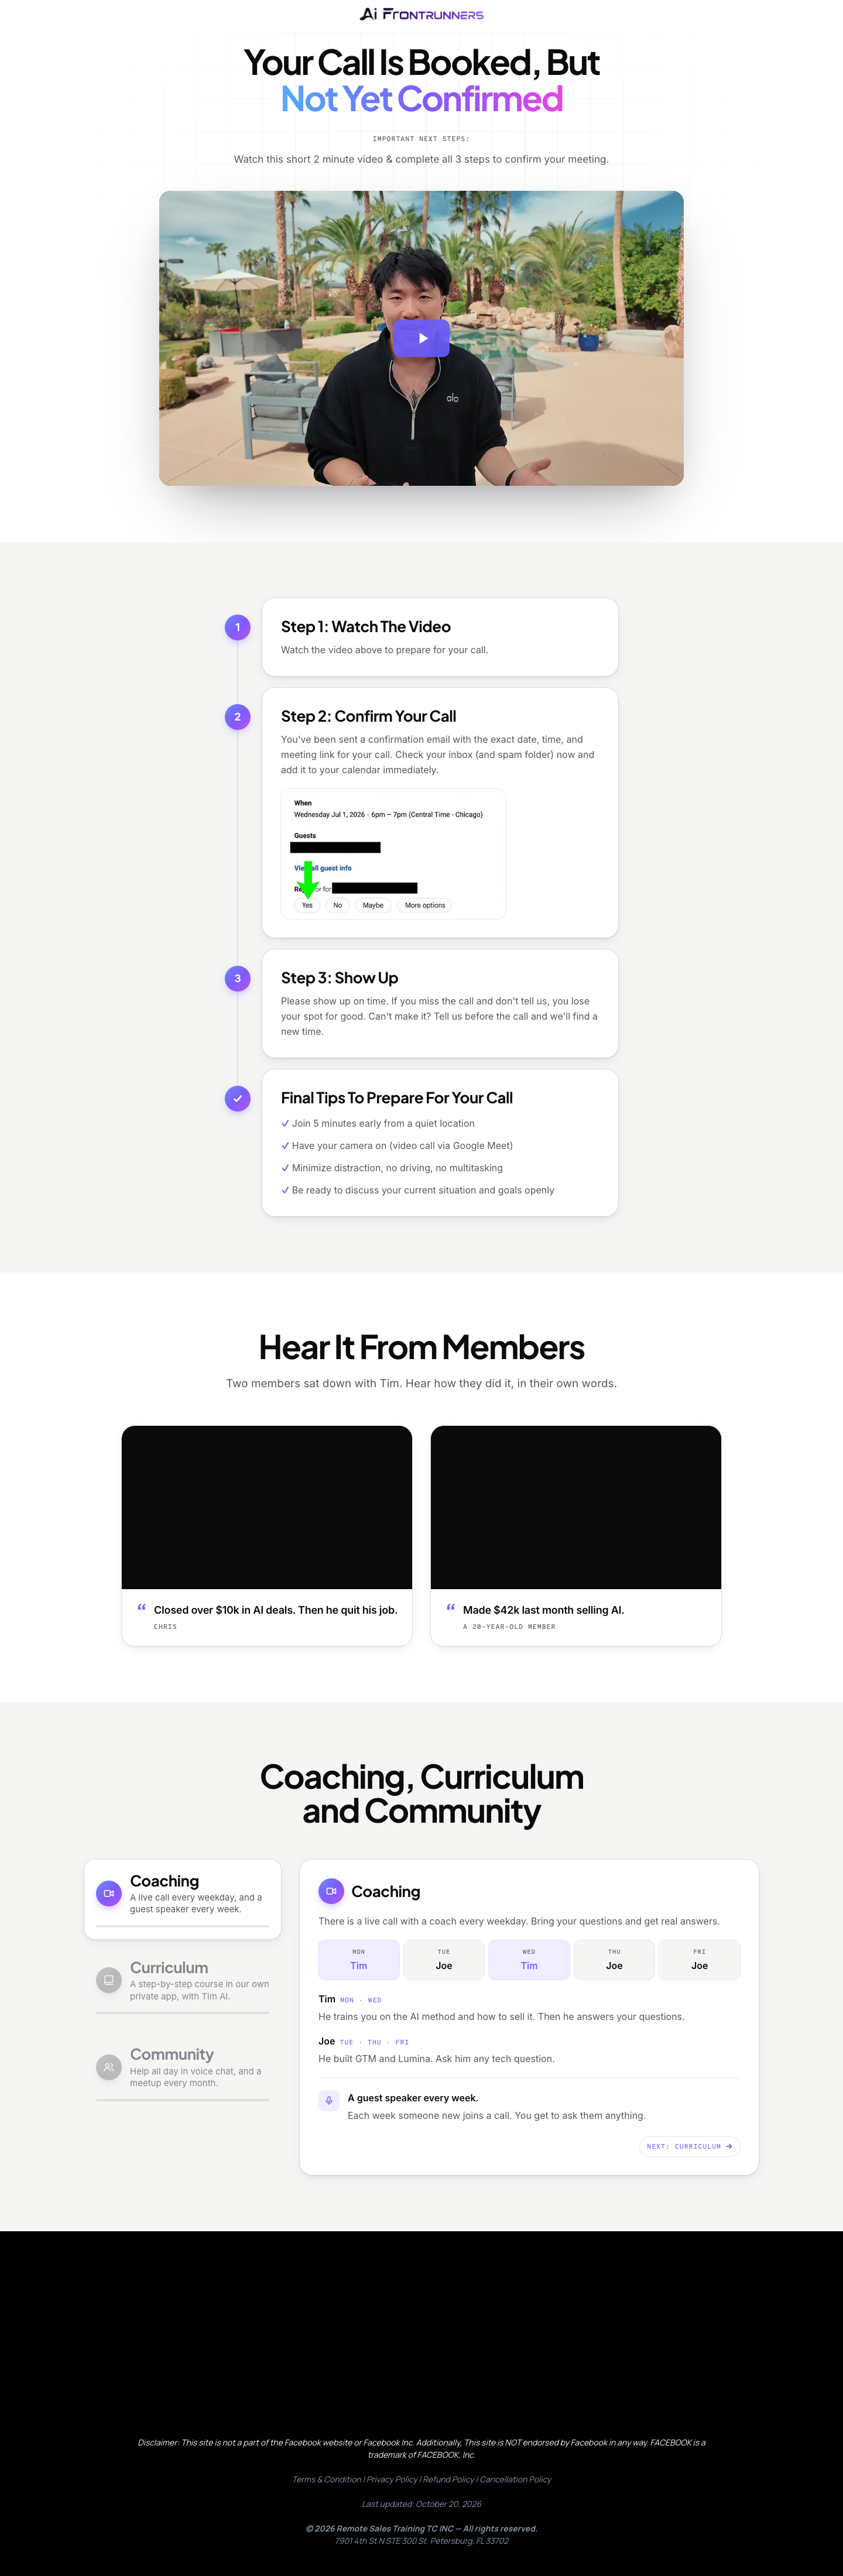 Ai FRONTRUNNERS
Your Call Is Booked, But
Not Yet Confirmed
IMPORTANT NEXT STEPS:
Watch this short 2 minute video & complete all 3 steps to confirm your meeting.
alo
1
Step 1: Watch The Video
Watch the video above to prepare for your call.
2
Step 2: Confirm Your Call
You've been sent a confirmation email with the exact date, time, and
meeting link for your call. Check your inbox (and spam folder) now and
add it to your calendar immediately.
When
Wednesday Jul 1, 2026 · 6pm – 7pm (Central Time - Chicago)
Guests
all guest info
for
Yes
No
Maybe
More options
3
Step 3: Show Up
Please show up on time. If you miss the call and don't tell us, you lose
your spot for good. Can't make it? Tell us before the call and we'll find a
new time.
Final Tips To Prepare For Your Call
Join 5 minutes early from a quiet location
Have your camera on (video call via Google Meet)
Minimize distraction, no driving, no multitasking
Be ready to discuss your current situation and goals openly
Hear It From Members
Two members sat down with Tim. Hear how they did it, in their own words.
“ Closed over $10k in AI deals. Then he quit his job.
CHRIS
“ Made $42k last month selling AI.
A 20-YEAR-OLD MEMBER
Coaching, Curriculum
and Community
Coaching
A live call every weekday, and a
guest speaker every week.
Curriculum
A step-by-step course in our own
private app, with Tim AI.
Community
Help all day in voice chat, and a
meetup every month.
Coaching
There is a live call with a coach every weekday. Bring your questions and get real answers.
MON
Tim
TUE
Joe
WED
Tim
THU
Joe
FRI
Joe
Tim MON · WED
He trains you on the AI method and how to sell it. Then he answers your questions.
Joe TUE · THU · FRI
He built GTM and Lumina. Ask him any tech question.
A guest speaker every week.
Each week someone new joins a call. You get to ask them anything.
NEXT: CURRICULUM →
Disclaimer: This site is not a part of the Facebook website or Facebook Inc. Additionally, This site is NOT endorsed by Facebook in any way. FACEBOOK is a
trademark of FACEBOOK, Inc.
Terms & Condition | Privacy Policy | Refund Policy | Cancellation Policy
Last updated: October 20, 2026
© 2026 Remote Sales Training TC INC — All rights reserved.
7901 4th St N STE 300 St. Petersburg, FL 33702